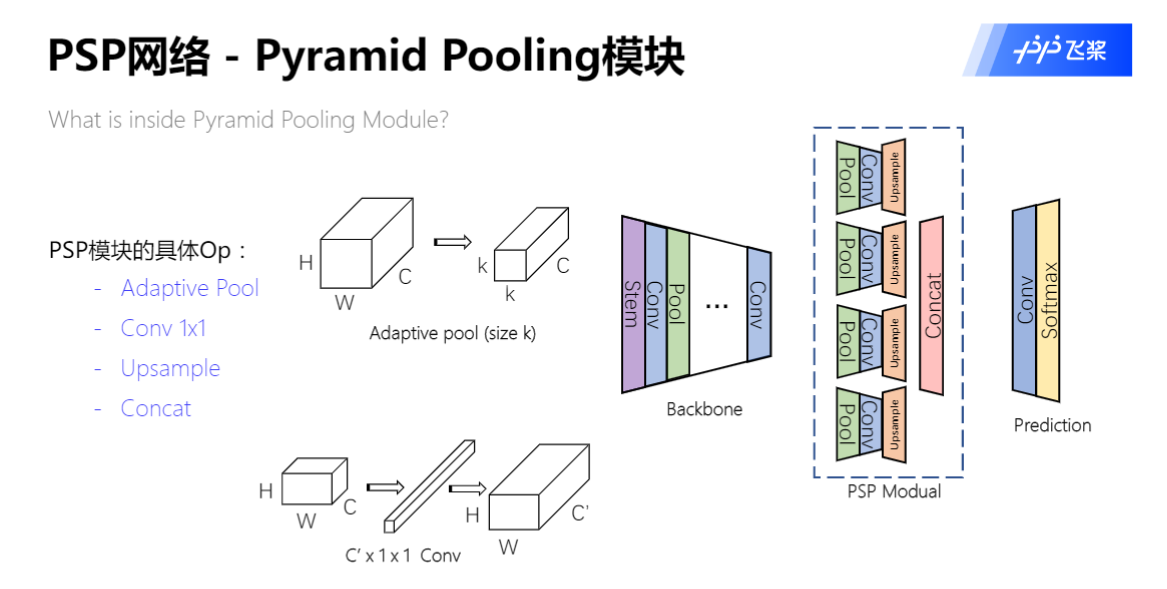 PSP网络 - Pyramid Pooling模块
飞桨
What is inside Pyramid Pooling Module?
PSP模块的具体Op：
- Adaptive Pool
- Conv 1x1
- Upsample
- Concat
H
W
C
k
k
C
Adaptive pool (size k)
H
W
C
C' x 1 x 1 Conv
H
W
C'
Stem
Conv
Pool
...
Conv
Backbone
Pool
Conv
Upsample
Pool
Conv
Upsample
Pool
Conv
Upsample
Pool
Conv
Upsample
Concat
PSP Modual
Conv
Softmax
Prediction